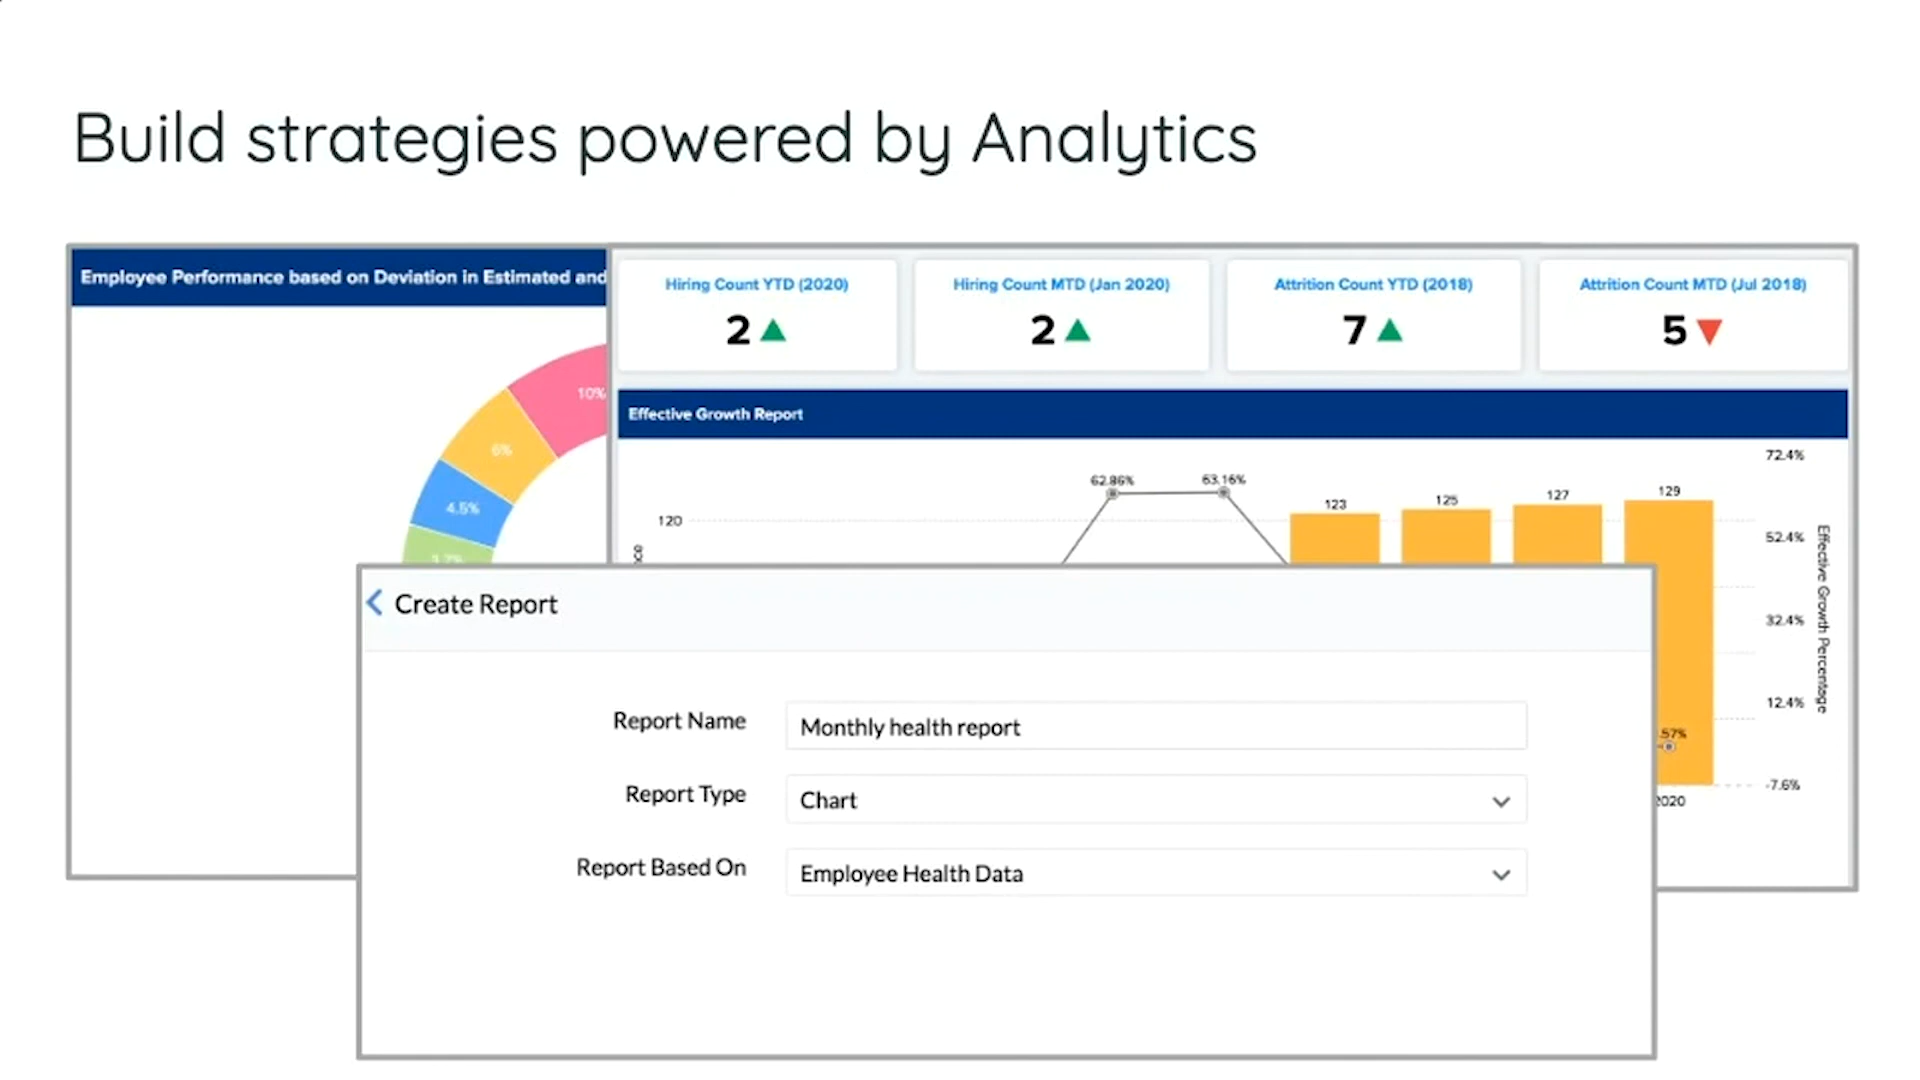 Build strategies powered by Analytics
Employee Performance based on Deviation in Estimated and
10%
6%
4.5%
Hiring Count YTD (2020)
2
Hiring Count MTD (Jan 2020)
2
Attrition Count YTD (2018)
7
Attrition Count MTD (Jul 2018)
5
Effective Growth Report
62.86%
63.16%
120
123
125
127
129
72.4%
52.4%
32.4%
12.4%
-7.6%
Effective Growth Percentage
.57%
2020
Create Report
Report Name
Monthly health report
Report Type
Chart
Report Based On
Employee Health Data